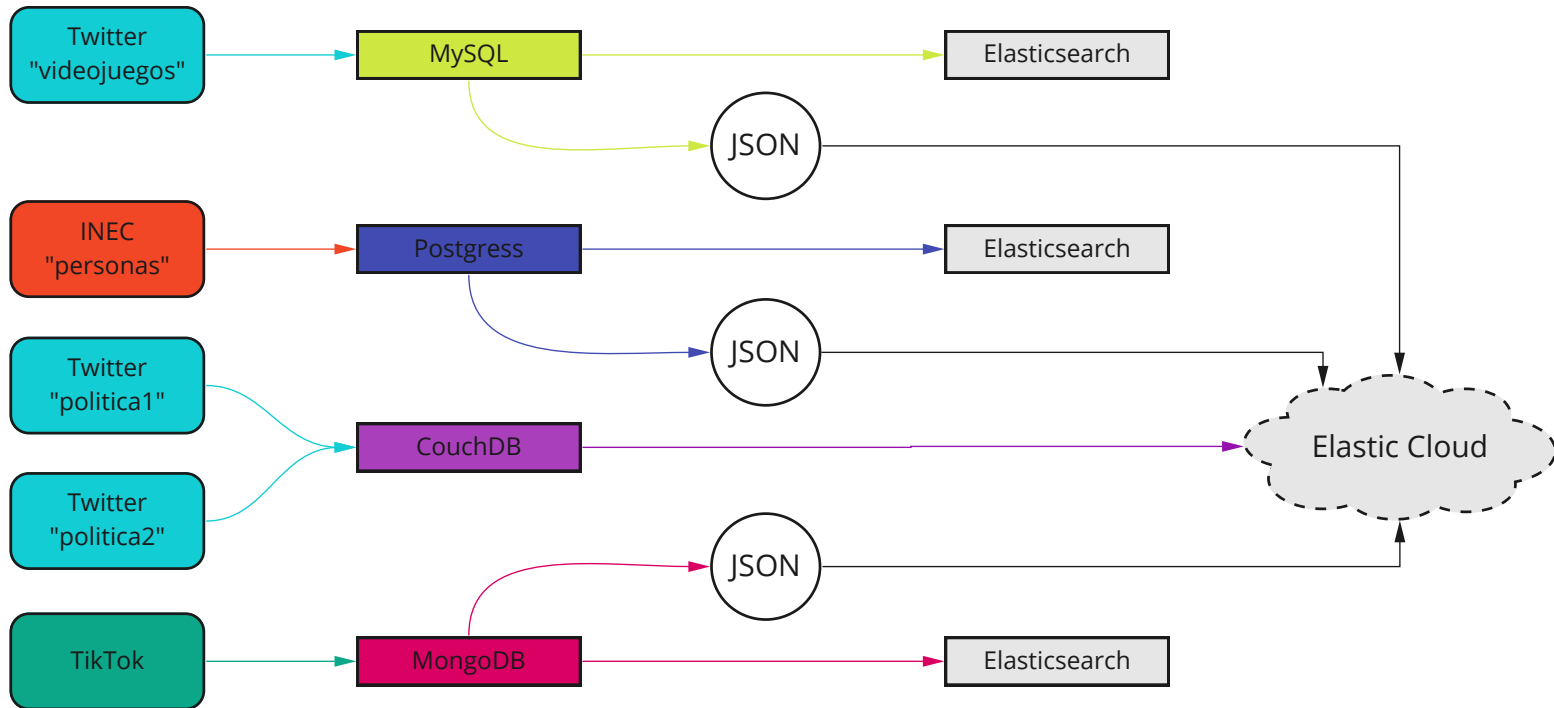 Twitter
"videojuegos"
MySQL
Elasticsearch
JSON
INEC
"personas"
Postgress
Elasticsearch
JSON
Twitter
"politica1"
CouchDB
Elastic Cloud
Twitter
"politica2"
JSON
TikTok
MongoDB
Elasticsearch